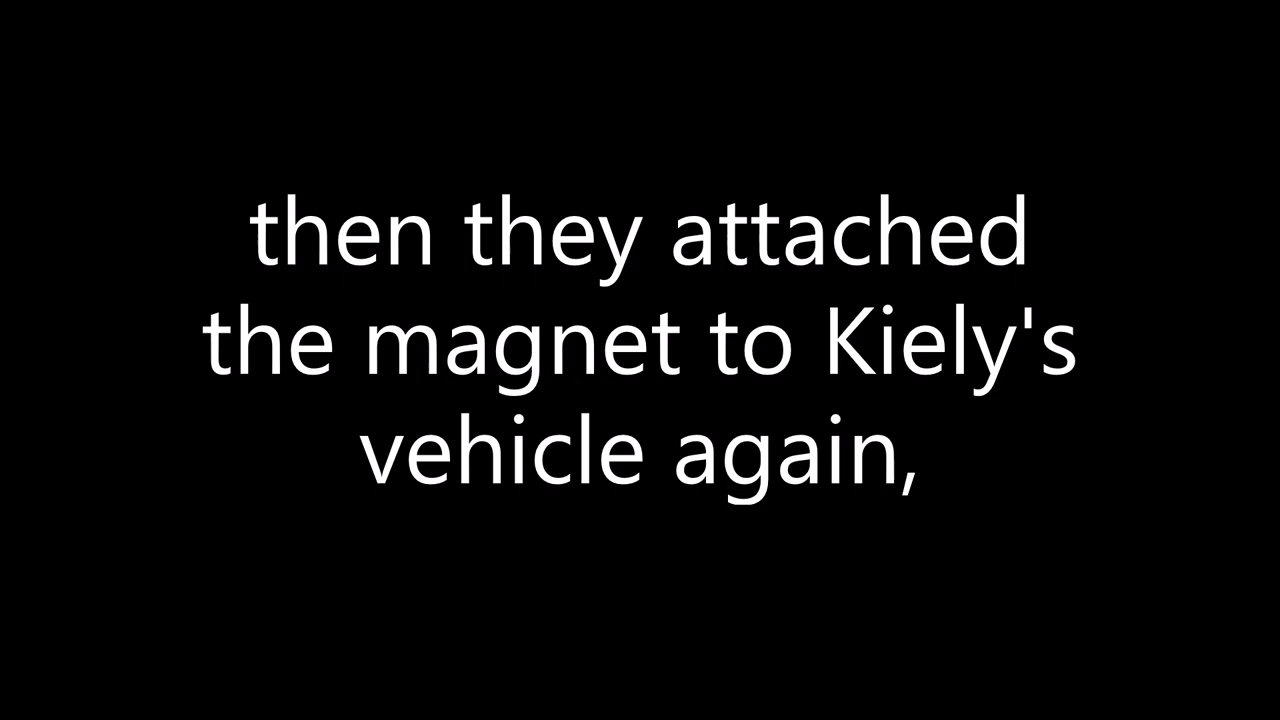 then they attached
the magnet to Kiely's
vehicle again,